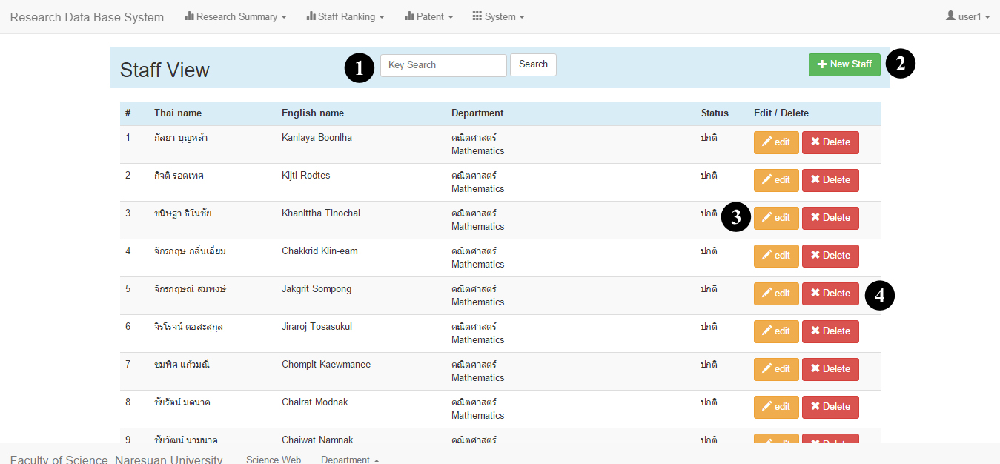 Research Data Base System Research Summary Staff Ranking Patent System user1
Staff View 1 Key Search Search New Staff 2
# Thai name English name Department Status Edit / Delete
1 กัลยา บุญหล้า Kanlaya Boonlha คณิตศาสตร์ ปกติ edit Delete
Mathematics
2 กิจติ รอดเทศ Kijti Rodtes คณิตศาสตร์ ปกติ edit Delete
Mathematics
3 ขนิษฐา ธิโนชัย Khanittha Tinochai คณิตศาสตร์ ปกติ 3 edit Delete
Mathematics
4 จักรกฤษ กลิ่นเอี่ยม Chakkrid Klin-eam คณิตศาสตร์ ปกติ edit Delete
Mathematics
5 จักรกฤษณ์ สมพงษ์ Jakgrit Sompong คณิตศาสตร์ ปกติ edit Delete 4
Mathematics
6 จิรโรจน์ ตอสะสุกุล Jiraroj Tosasukul คณิตศาสตร์ ปกติ edit Delete
Mathematics
7 ชมพิศ แก้วมณี Chompit Kaewmanee คณิตศาสตร์ ปกติ edit Delete
Mathematics
8 ชัยรัตน์ มดนาค Chairat Modnak คณิตศาสตร์ ปกติ edit Delete
Mathematics
9 ชัยวัฒน์ นามนาค Chaiwat Namnak คณิตศาสตร์ ปกติ edit Delete
Faculty of Science Naresuan University Science Web Department